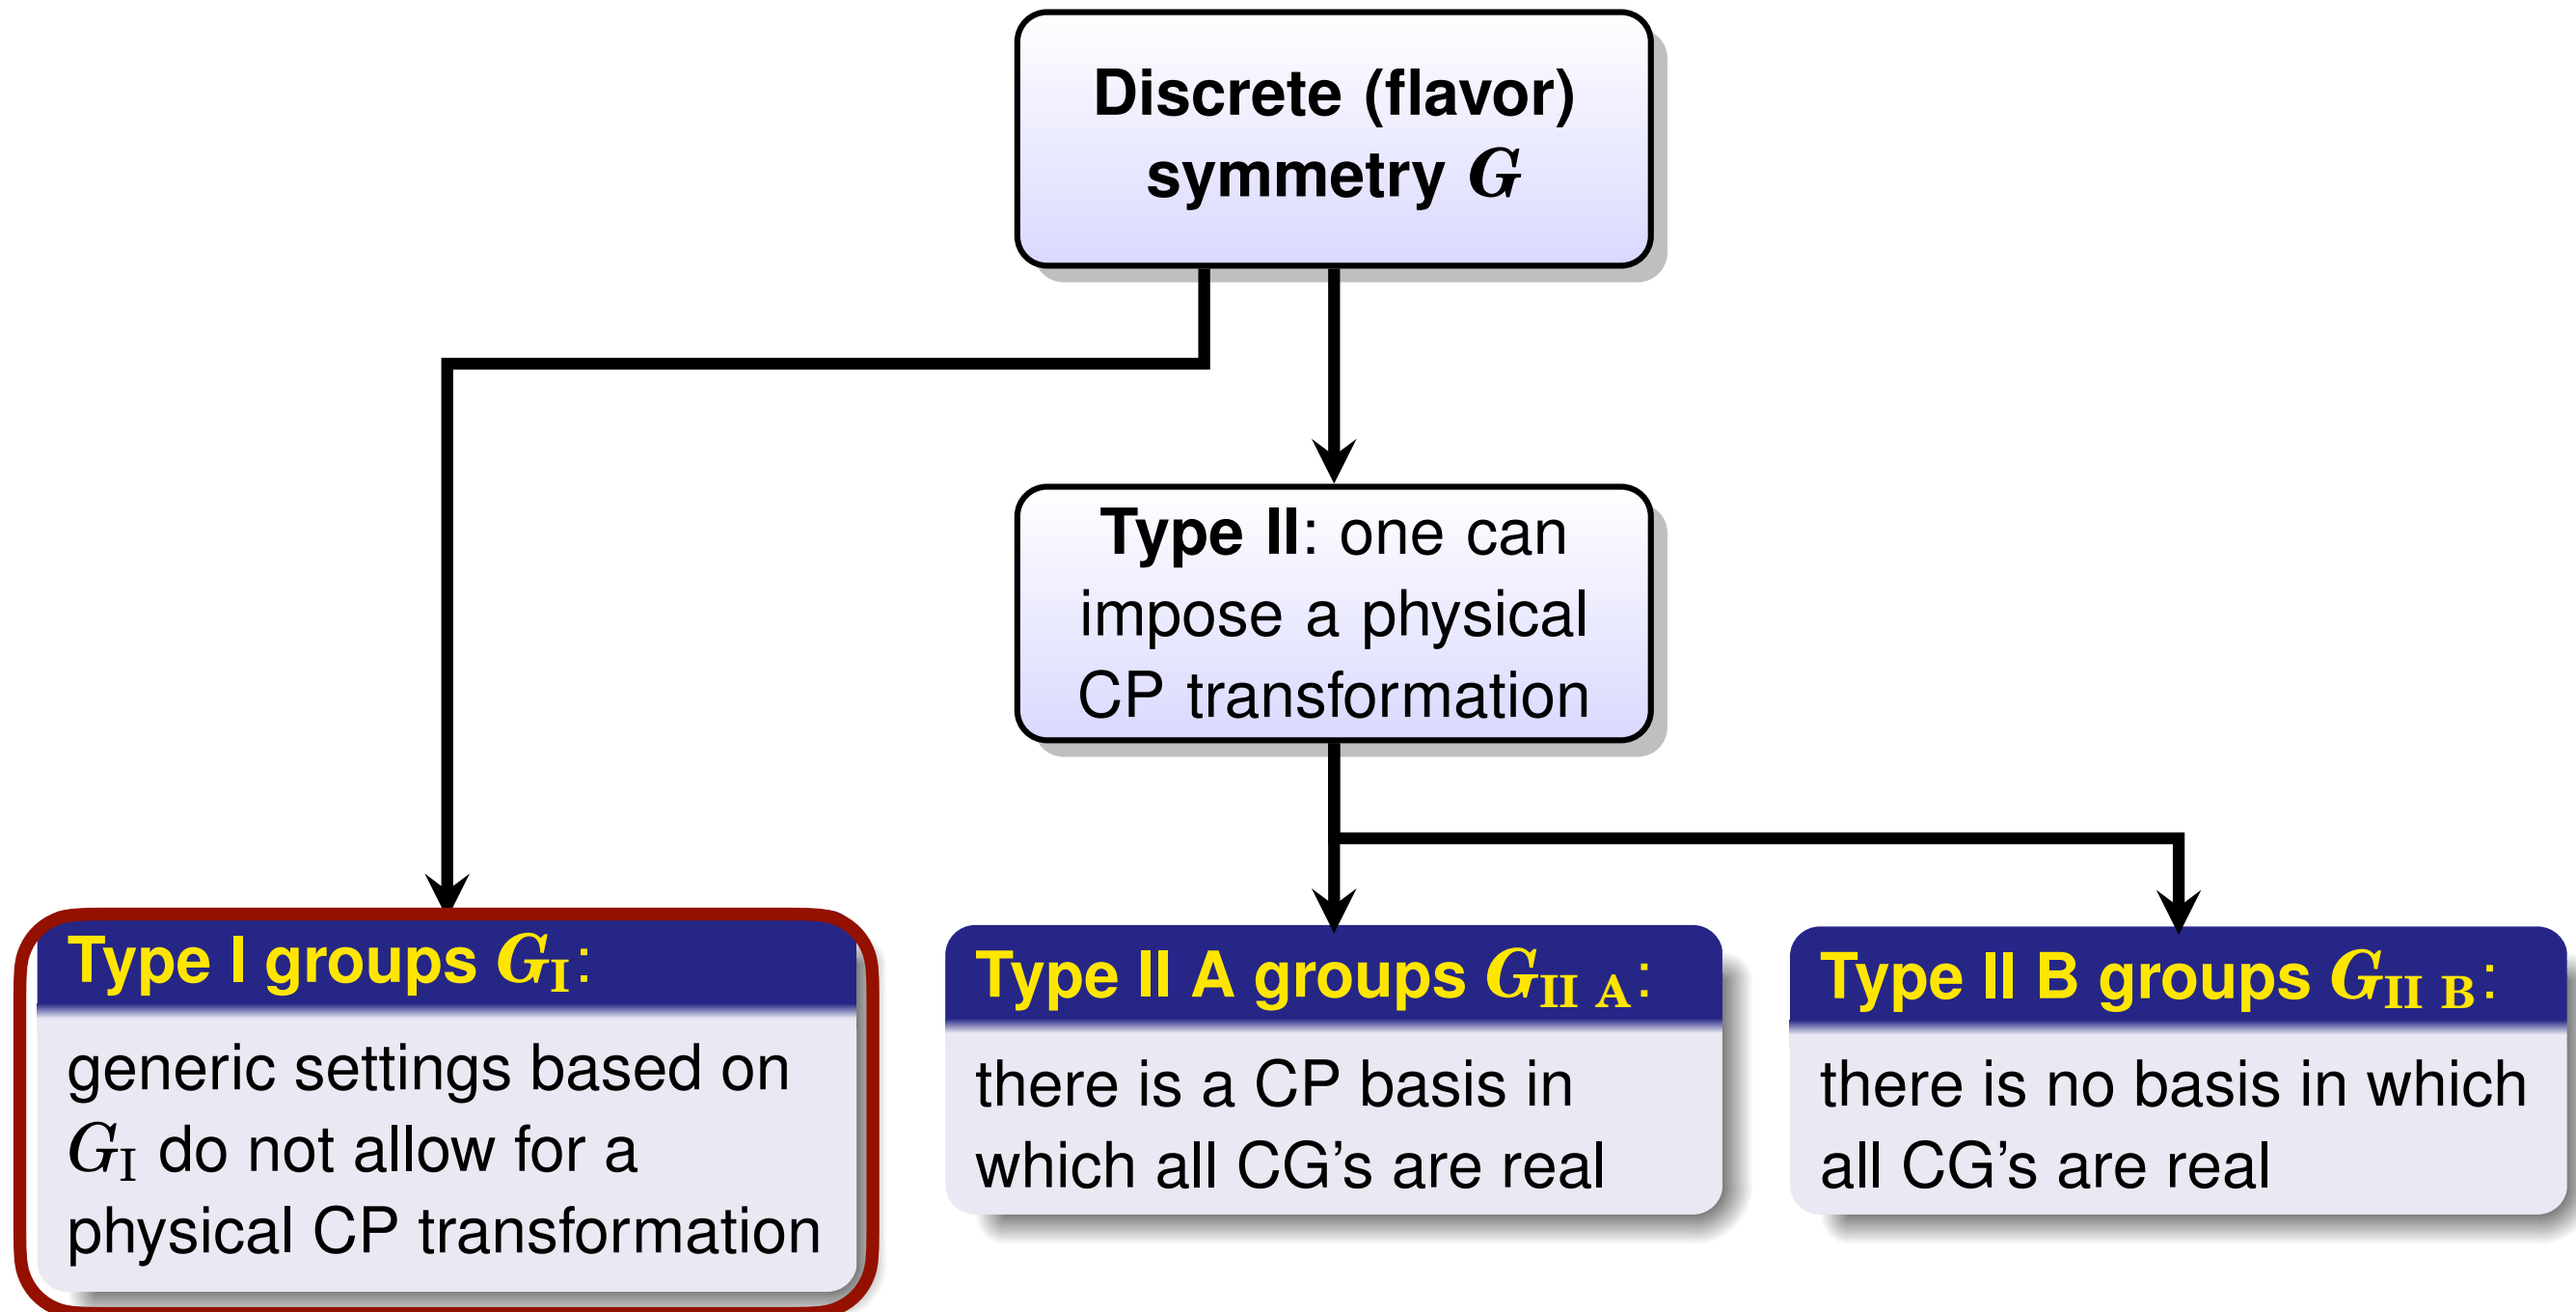 Discrete (flavor)
symmetry G
Type II: one can
impose a physical
CP transformation
Type I groups G_I:
generic settings based on
G_I do not allow for a
physical CP transformation
Type II A groups G_II A:
there is a CP basis in
which all CG's are real
Type II B groups G_II B:
there is no basis in which
all CG's are real